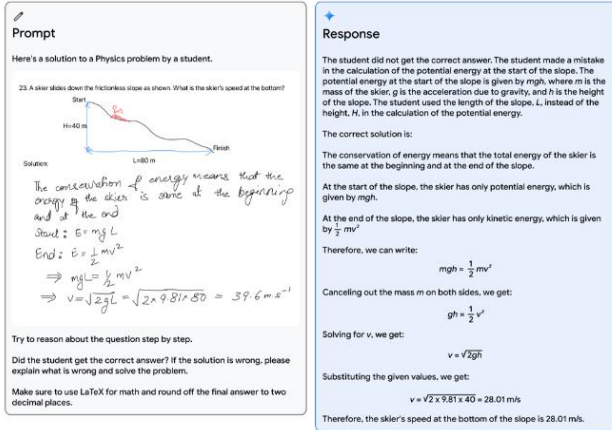 Prompt
Here's a solution to a Physics problem by a student.
23. A skier slides down the frictionless slope as shown. What is the skier's speed at the bottom?
Start
H=40 m
Finish
L=80 m
Solution:
The conservation of energy means that the
energy of the skier is same at the beginning
and at the end
Start : E = mgL
End : E = 1/2 mv²
⇒ mgL = 1/2 mv²
⇒ v = √2gL = √2×9.81×80 = 39.6 m s⁻¹
Try to reason about the question step by step.
Did the student get the correct answer? If the solution is wrong, please
explain what is wrong and solve the problem.
Make sure to use LaTeX for math and round off the final answer to two
decimal places.
Response
The student did not get the correct answer. The student made a mistake
in the calculation of the potential energy at the start of the slope. The
potential energy at the start of the slope is given by mgh, where m is the
mass of the skier, g is the acceleration due to gravity, and h is the height
of the slope. The student used the length of the slope, L, instead of the
height, H, in the calculation of the potential energy.
The correct solution is:
The conservation of energy means that the total energy of the skier is
the same at the beginning and at the end of the slope.
At the start of the slope, the skier has only potential energy, which is
given by mgh.
At the end of the slope, the skier has only kinetic energy, which is given
by 1/2 mv²
Therefore, we can write:
mgh = 1/2 mv²
Canceling out the mass m on both sides, we get:
gh = 1/2 v²
Solving for v, we get:
v = √2gh
Substituting the given values, we get:
v = √2 x 9.81 x 40 = 28.01 m/s
Therefore, the skier's speed at the bottom of the slope is 28.01 m/s.